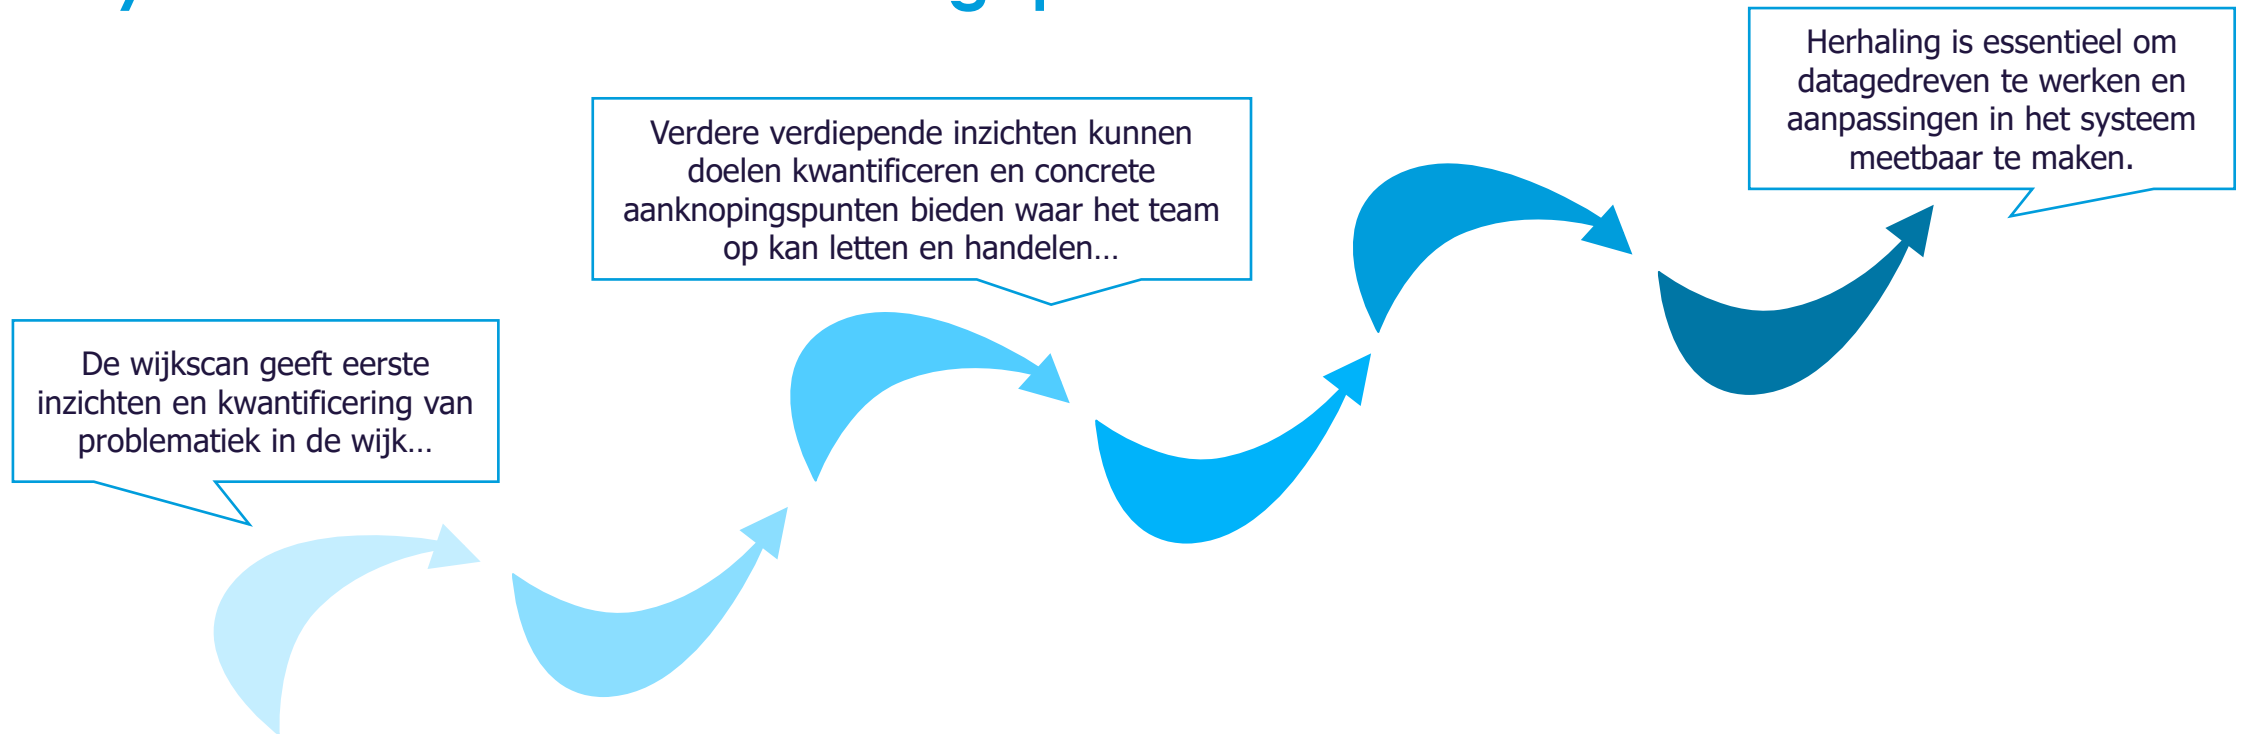 De wijkscan geeft eerste
inzichten en kwantificering van
problematiek in de wijk…
Verdere verdiepende inzichten kunnen
doelen kwantificeren en concrete
aanknopingspunten bieden waar het team
op kan letten en handelen…
Herhaling is essentieel om
datagedreven te werken en
aanpassingen in het systeem
meetbaar te maken.